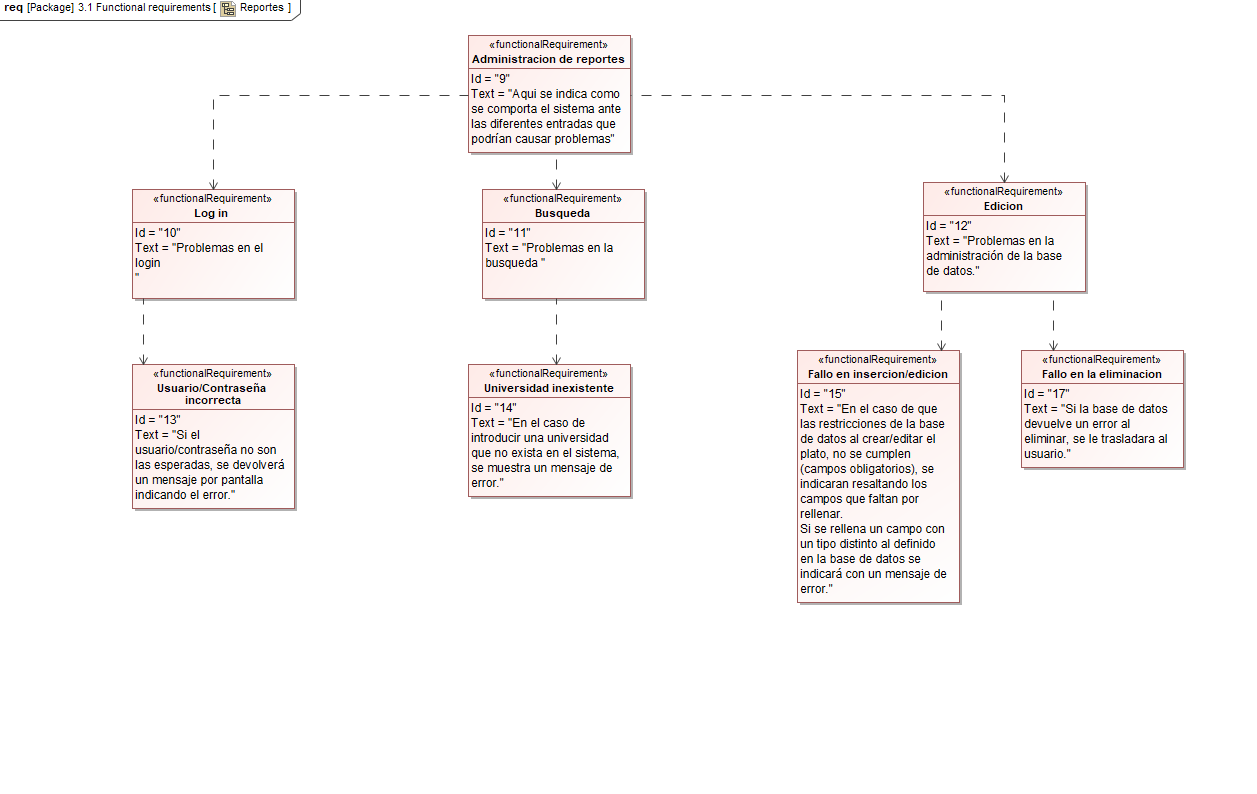 req [Package] 3.1 Functional requirements [ Reportes ]
«functionalRequirement»
Administracion de reportes
Id = "9"
Text = "Aqui se indica como
se comporta el sistema ante
las diferentes entradas que
podrían causar problemas"
«functionalRequirement»
Log in
Id = "10"
Text = "Problemas en el
login
"
«functionalRequirement»
Busqueda
Id = "11"
Text = "Problemas en la
busqueda "
«functionalRequirement»
Edicion
Id = "12"
Text = "Problemas en la
administración de la base
de datos."
«functionalRequirement»
Usuario/Contraseña
incorrecta
Id = "13"
Text = "Si el
usuario/contraseña no son
las esperadas, se devolverá
un mensaje por pantalla
indicando el error."
«functionalRequirement»
Universidad inexistente
Id = "14"
Text = "En el caso de
introducir una universidad
que no exista en el sistema,
se muestra un mensaje de
error."
«functionalRequirement»
Fallo en insercion/edicion
Id = "15"
Text = "En el caso de que
las restricciones de la base
de datos al crear/editar el
plato, no se cumplen
(campos obligatorios), se
indicaran resaltando los
campos que faltan por
rellenar.
Si se rellena un campo con
un tipo distinto al definido
en la base de datos se
indicará con un mensaje de
error."
«functionalRequirement»
Fallo en la eliminacion
Id = "17"
Text = "Si la base de datos
devuelve un error al
eliminar, se le trasladara al
usuario."